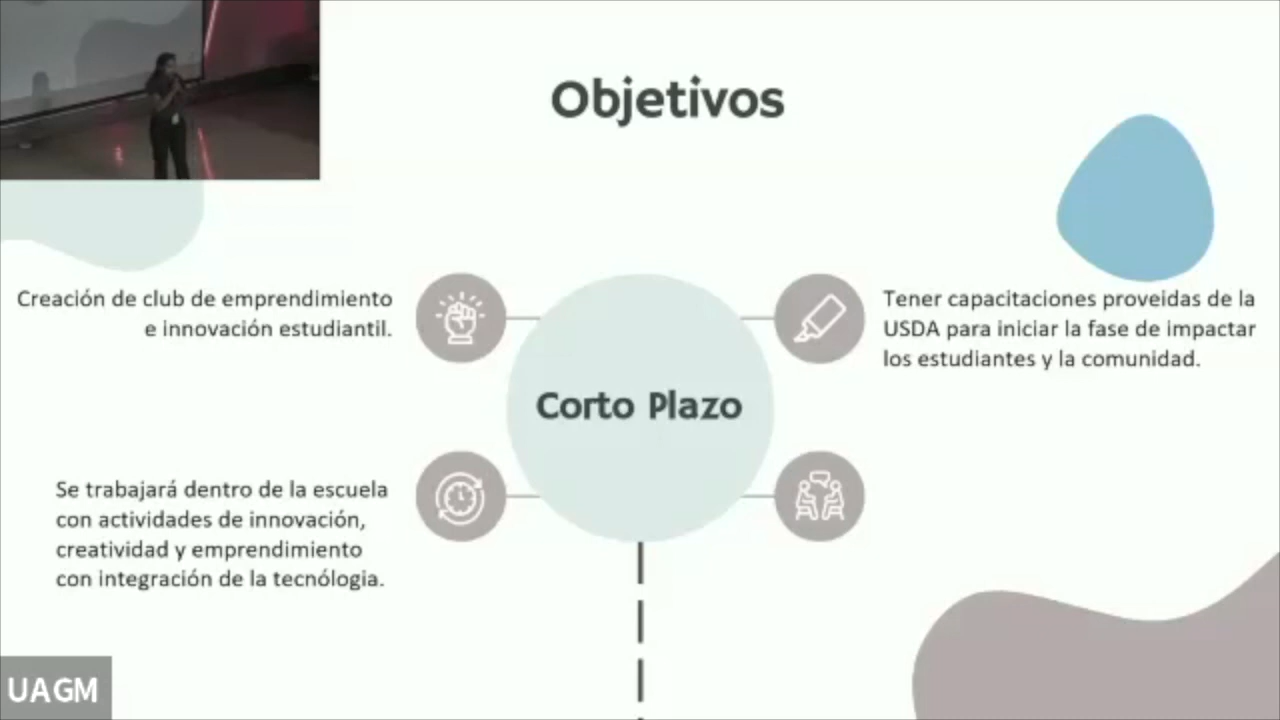 Objetivos
Creación de club de emprendimiento
e innovación estudiantil.
Tener capacitaciones proveidas de la
USDA para iniciar la fase de impactar
los estudiantes y la comunidad.
Corto Plazo
Se trabajará dentro de la escuela
con actividades de innovación,
creatividad y emprendimiento
con integración de la tecnólogia.
UAGM